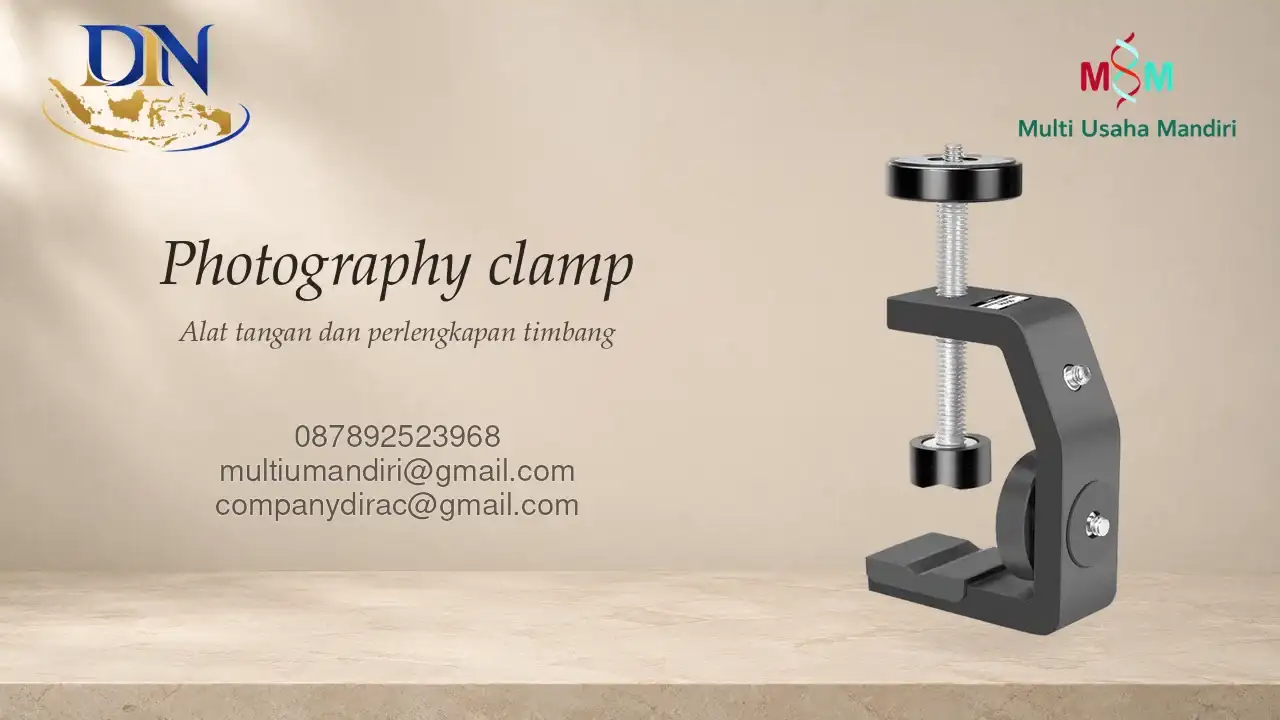 DN
MSM
Multi Usaha Mandiri
Photography clamp
Alat tangan dan perlengkapan timbang
087892523968
multiumandiri@gmail.com
companydirac@gmail.com